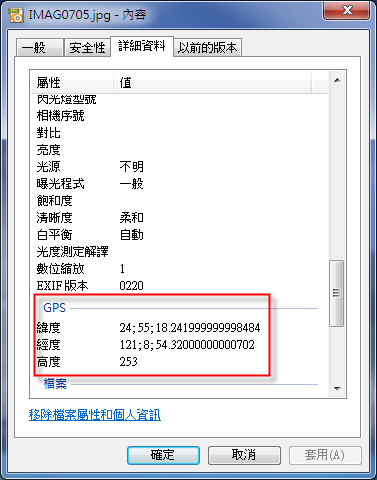 IMAG0705.jpg - 內容
一般 安全性 詳細資料 以前的版本
屬性 值
閃光燈型號
相機序號
對比
亮度
光源 不明
曝光程式 一般
飽和度
清晰度 柔和
白平衡 自動
光度測定解譯
數位縮放 1
EXIF 版本 0220
GPS
緯度 24;55;18.241999999998484
經度 121;8;54.32000000000702
高度 253
檔案
移除檔案屬性和個人資訊
確定 取消 套用(A)